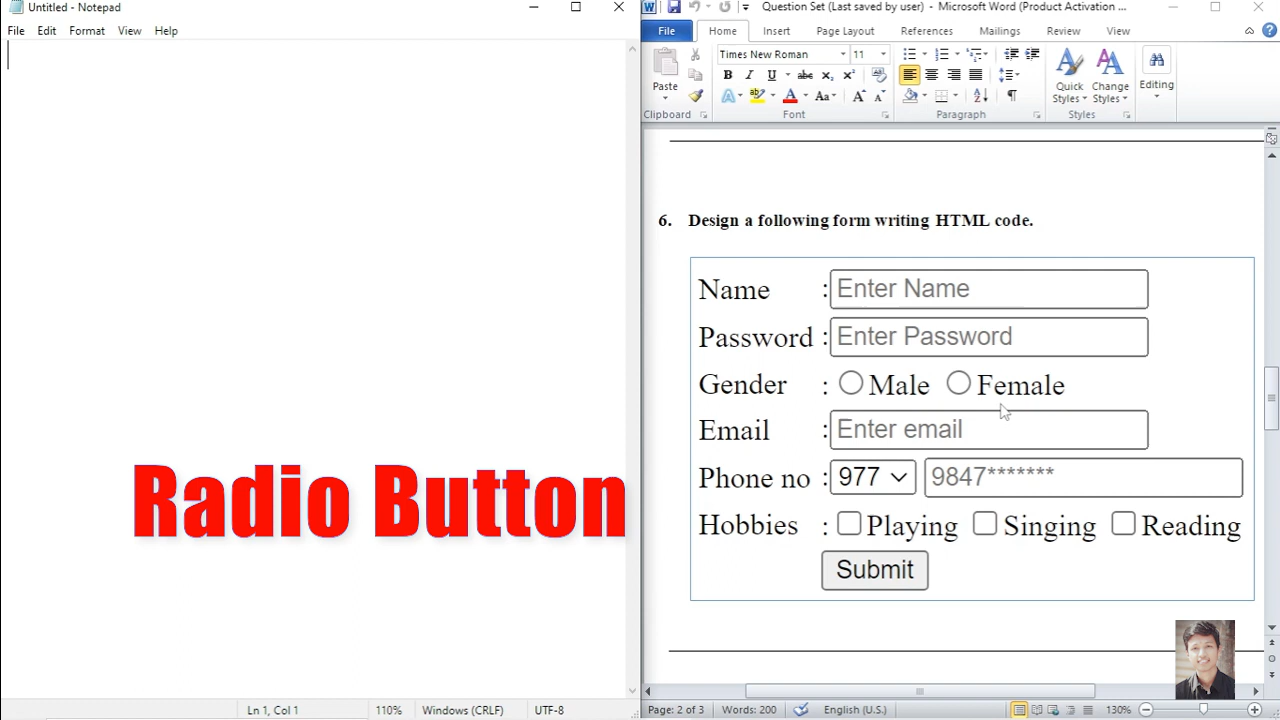 Untitled - Notepad
File Edit Format View Help
Radio Button
Ln 1, Col 1 110% Windows (CRLF) UTF-8
Question Set (Last saved by user) - Microsoft Word (Product Activation ...
File Home Insert Page Layout References Mailings Review View
Times New Roman 11
Paste
Quick Styles
Change Styles
Editing
Clipboard Font Paragraph Styles
6. Design a following form writing HTML code.
Name : Enter Name
Password : Enter Password
Gender : Male Female
Email : Enter email
Phone no : 977 9847*******
Hobbies : Playing Singing Reading
Submit
Page: 2 of 3 Words: 200 English (U.S.) 130%